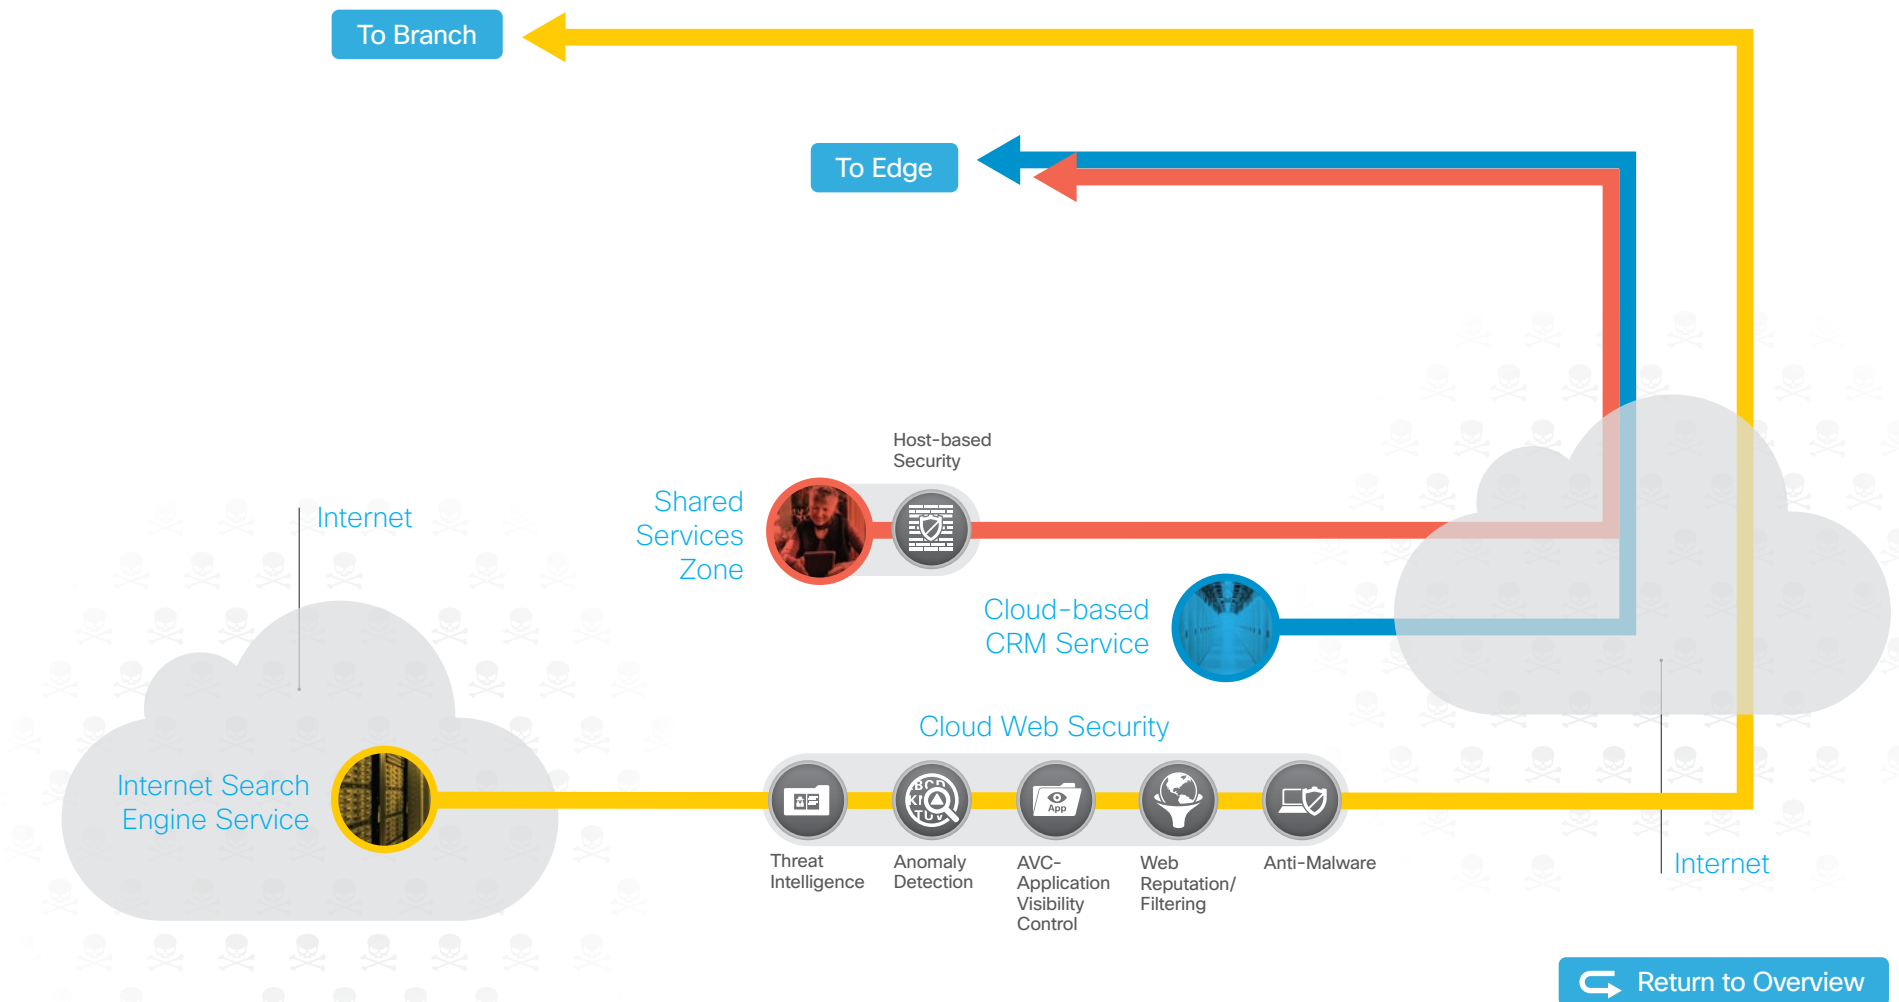 To Branch
To Edge
Host-based
Security
Shared
Services
Zone
Internet
Cloud-based
CRM Service
Cloud Web Security
Internet Search
Engine Service
App
Threat
Intelligence
Anomaly
Detection
AVC-
Application
Visibility
Control
Web
Reputation/
Filtering
Anti-Malware
Internet
Return to Overview